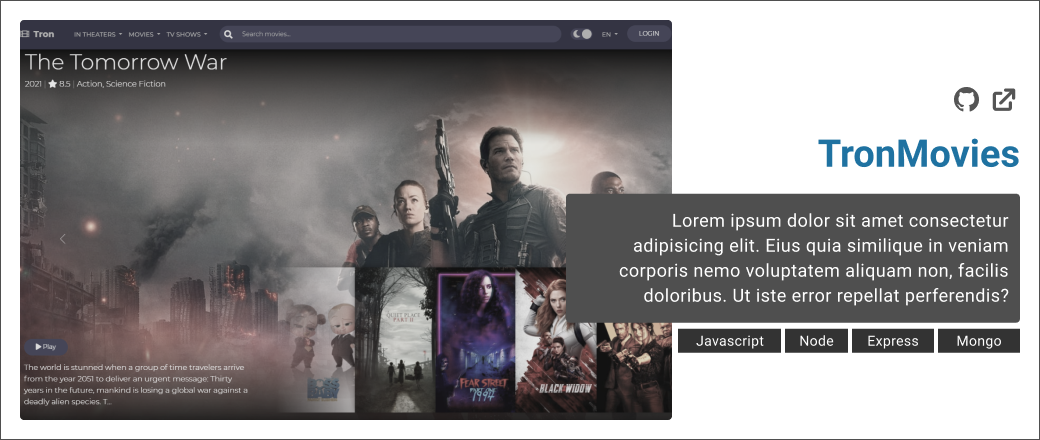 Tron
IN THEATERS MOVIES TV SHOWS Search movies... EN LOGIN
The Tomorrow War
2021 | 8.5 | Action, Science Fiction
Play
The world is stunned when a group of time travelers arrive
from the year 2051 to deliver an urgent message: Thirty
years in the future, mankind is losing a global war against a
deadly alien species. T...
BOSS
BABY
A QUIET PLACE
PART II
FEAR STREET
1994
BLACK WIDOW
TronMovies
Lorem ipsum dolor sit amet consectetur
adipisicing elit. Eius quia similique in veniam
corporis nemo voluptatem aliquam non, facilis
doloribus. Ut iste error repellat perferendis?
Javascript Node Express Mongo